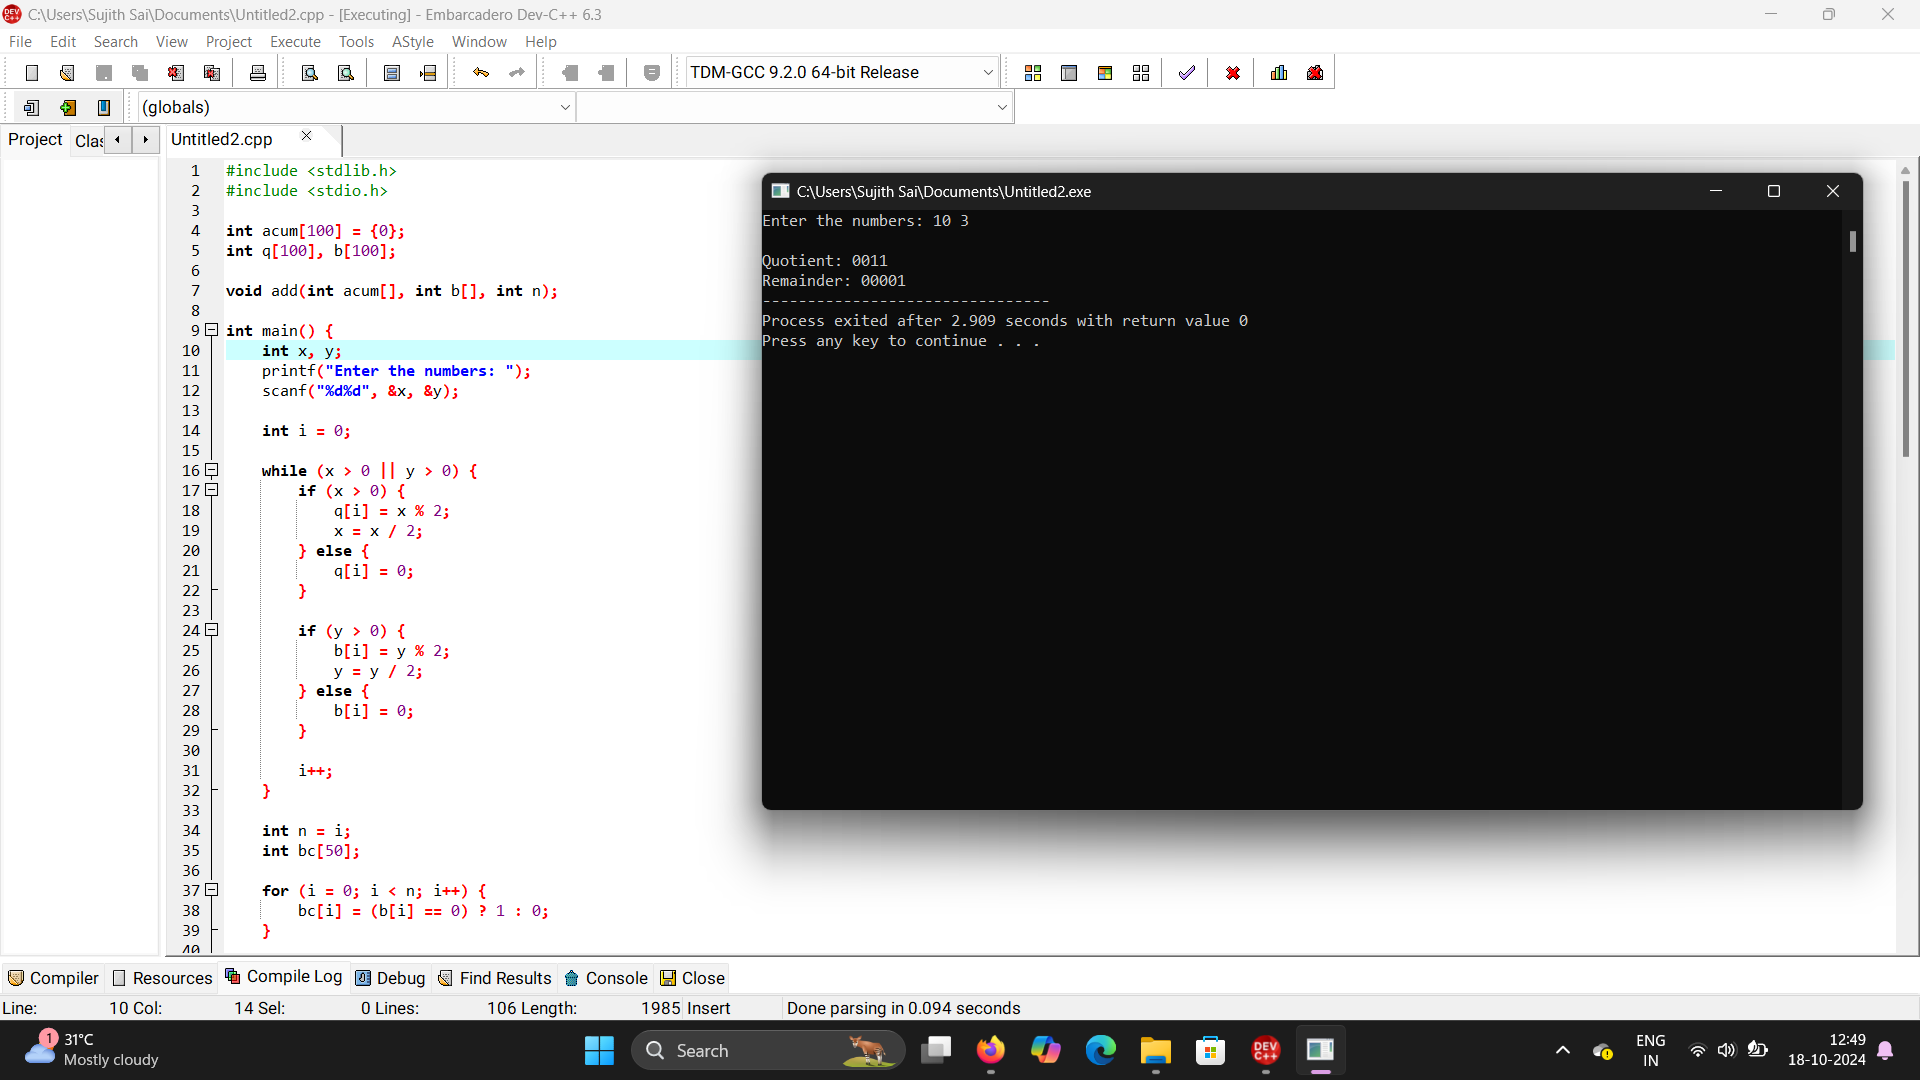 C:\Users\Sujith Sai\Documents\Untitled2.cpp - [Executing] - Embarcadero Dev-C++ 6.3
File Edit Search View Project Execute Tools AStyle Window Help
TDM-GCC 9.2.0 64-bit Release
(globals)
Project Clas Untitled2.cpp
1 #include <stdlib.h>
2 #include <stdio.h>
3
4 int acum[100] = {0};
5 int q[100], b[100];
6
7 void add(int acum[], int b[], int n);
8
9 int main() {
10 int x, y;
11 printf("Enter the numbers: ");
12 scanf("%d%d", &x, &y);
13
14 int i = 0;
15
16 while (x > 0 || y > 0) {
17 if (x > 0) {
18 q[i] = x % 2;
19 x = x / 2;
20 } else {
21 q[i] = 0;
22 }
23
24 if (y > 0) {
25 b[i] = y % 2;
26 y = y / 2;
27 } else {
28 b[i] = 0;
29 }
30
31 i++;
32 }
33
34 int n = i;
35 int bc[50];
36
37 for (i = 0; i < n; i++) {
38 bc[i] = (b[i] == 0) ? 1 : 0;
39 }
40
C:\Users\Sujith Sai\Documents\Untitled2.exe
Enter the numbers: 10 3
Quotient: 0011
Remainder: 00001
--------------------------------
Process exited after 2.909 seconds with return value 0
Press any key to continue . . .
Compiler Resources Compile Log Debug Find Results Console Close
Line: 10 Col: 14 Sel: 0 Lines: 106 Length: 1985 Insert Done parsing in 0.094 seconds
1 31°C
Mostly cloudy
Search
DEV C++
ENG
IN
12:49
18-10-2024